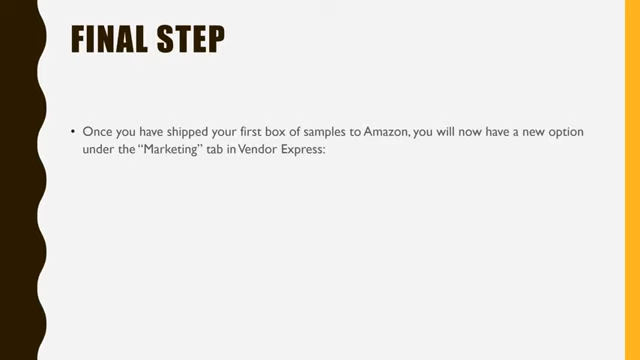 FINAL STEP
• Once you have shipped your first box of samples to Amazon, you will now have a new option
under the “Marketing” tab in Vendor Express: